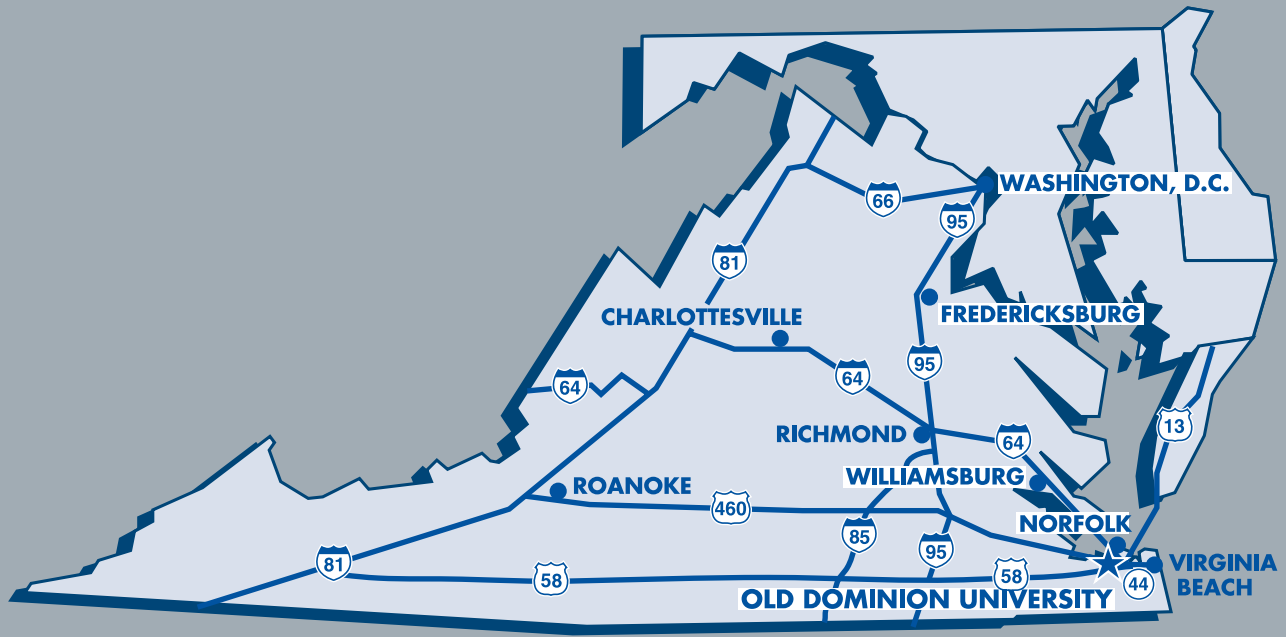 WASHINGTON, D.C.
66
95
81
FREDERICKSBURG
CHARLOTTESVILLE
95
64
64
13
RICHMOND
64
WILLIAMSBURG
ROANOKE
460
NORFOLK
85
95
81
58
58
VIRGINIA
BEACH
44
OLD DOMINION UNIVERSITY